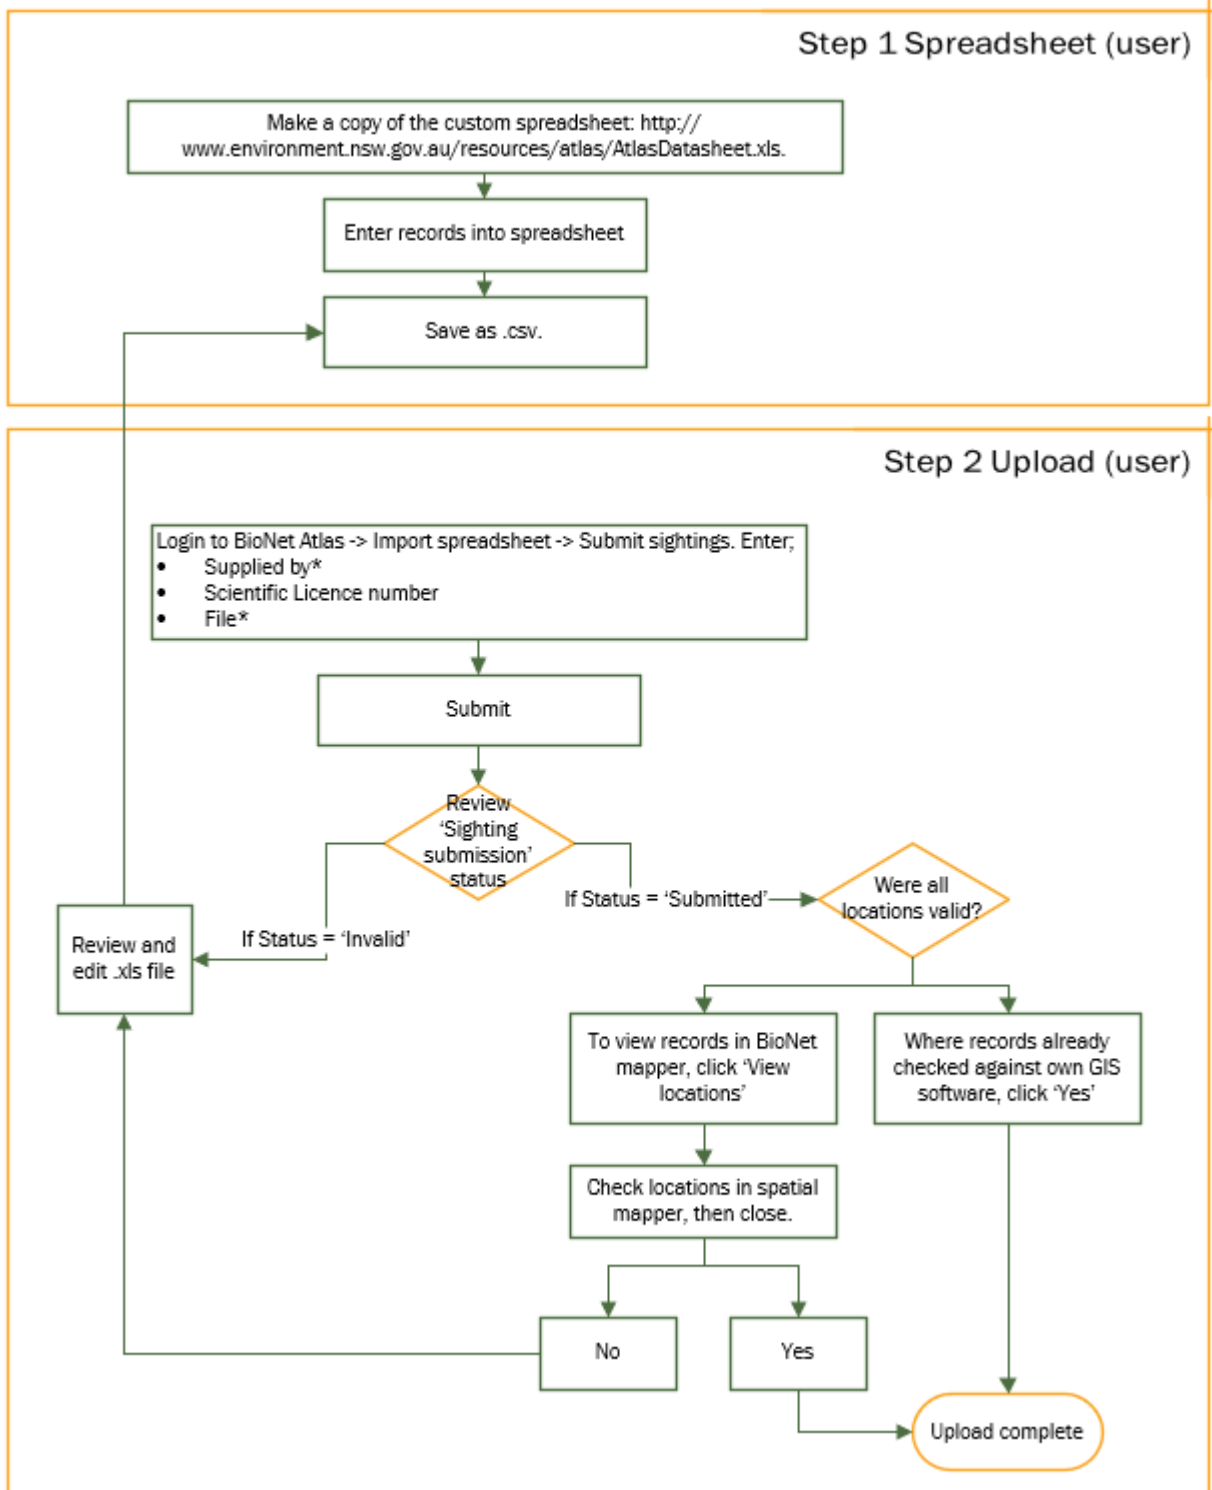 Step 1 Spreadsheet (user)
Make a copy of the custom spreadsheet: http://
www.environment.nsw.gov.au/resources/atlas/AtlasDatasheet.xls.
Enter records into spreadsheet
Save as .csv.
Step 2 Upload (user)
Login to BioNet Atlas -> Import spreadsheet -> Submit sightings. Enter;
• Supplied by*
• Scientific Licence number
• File*
Submit
Review
‘Sighting
submission’
status
If Status = ‘Submitted’
Were all
locations valid?
If Status = ‘Invalid’
Review and
edit .xls file
To view records in BioNet
mapper, click ‘View
locations’
Where records already
checked against own GIS
software, click ‘Yes’
Check locations in spatial
mapper, then close.
No
Yes
Upload complete